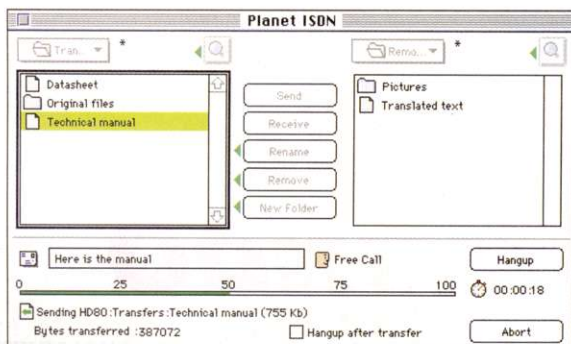 Planet ISDN
Tran...
*
Remo...
*
Datasheet
Original files
Technical manual
Send
Receive
Rename
Remove
New Folder
Pictures
Translated text
Here is the manual
Free Call
Hangup
0 25 50 75 100
00:00:18
Sending HD80:Transfers:Technical manual (755 Kb)
Bytes transferred :387072
Hangup after transfer
Abort